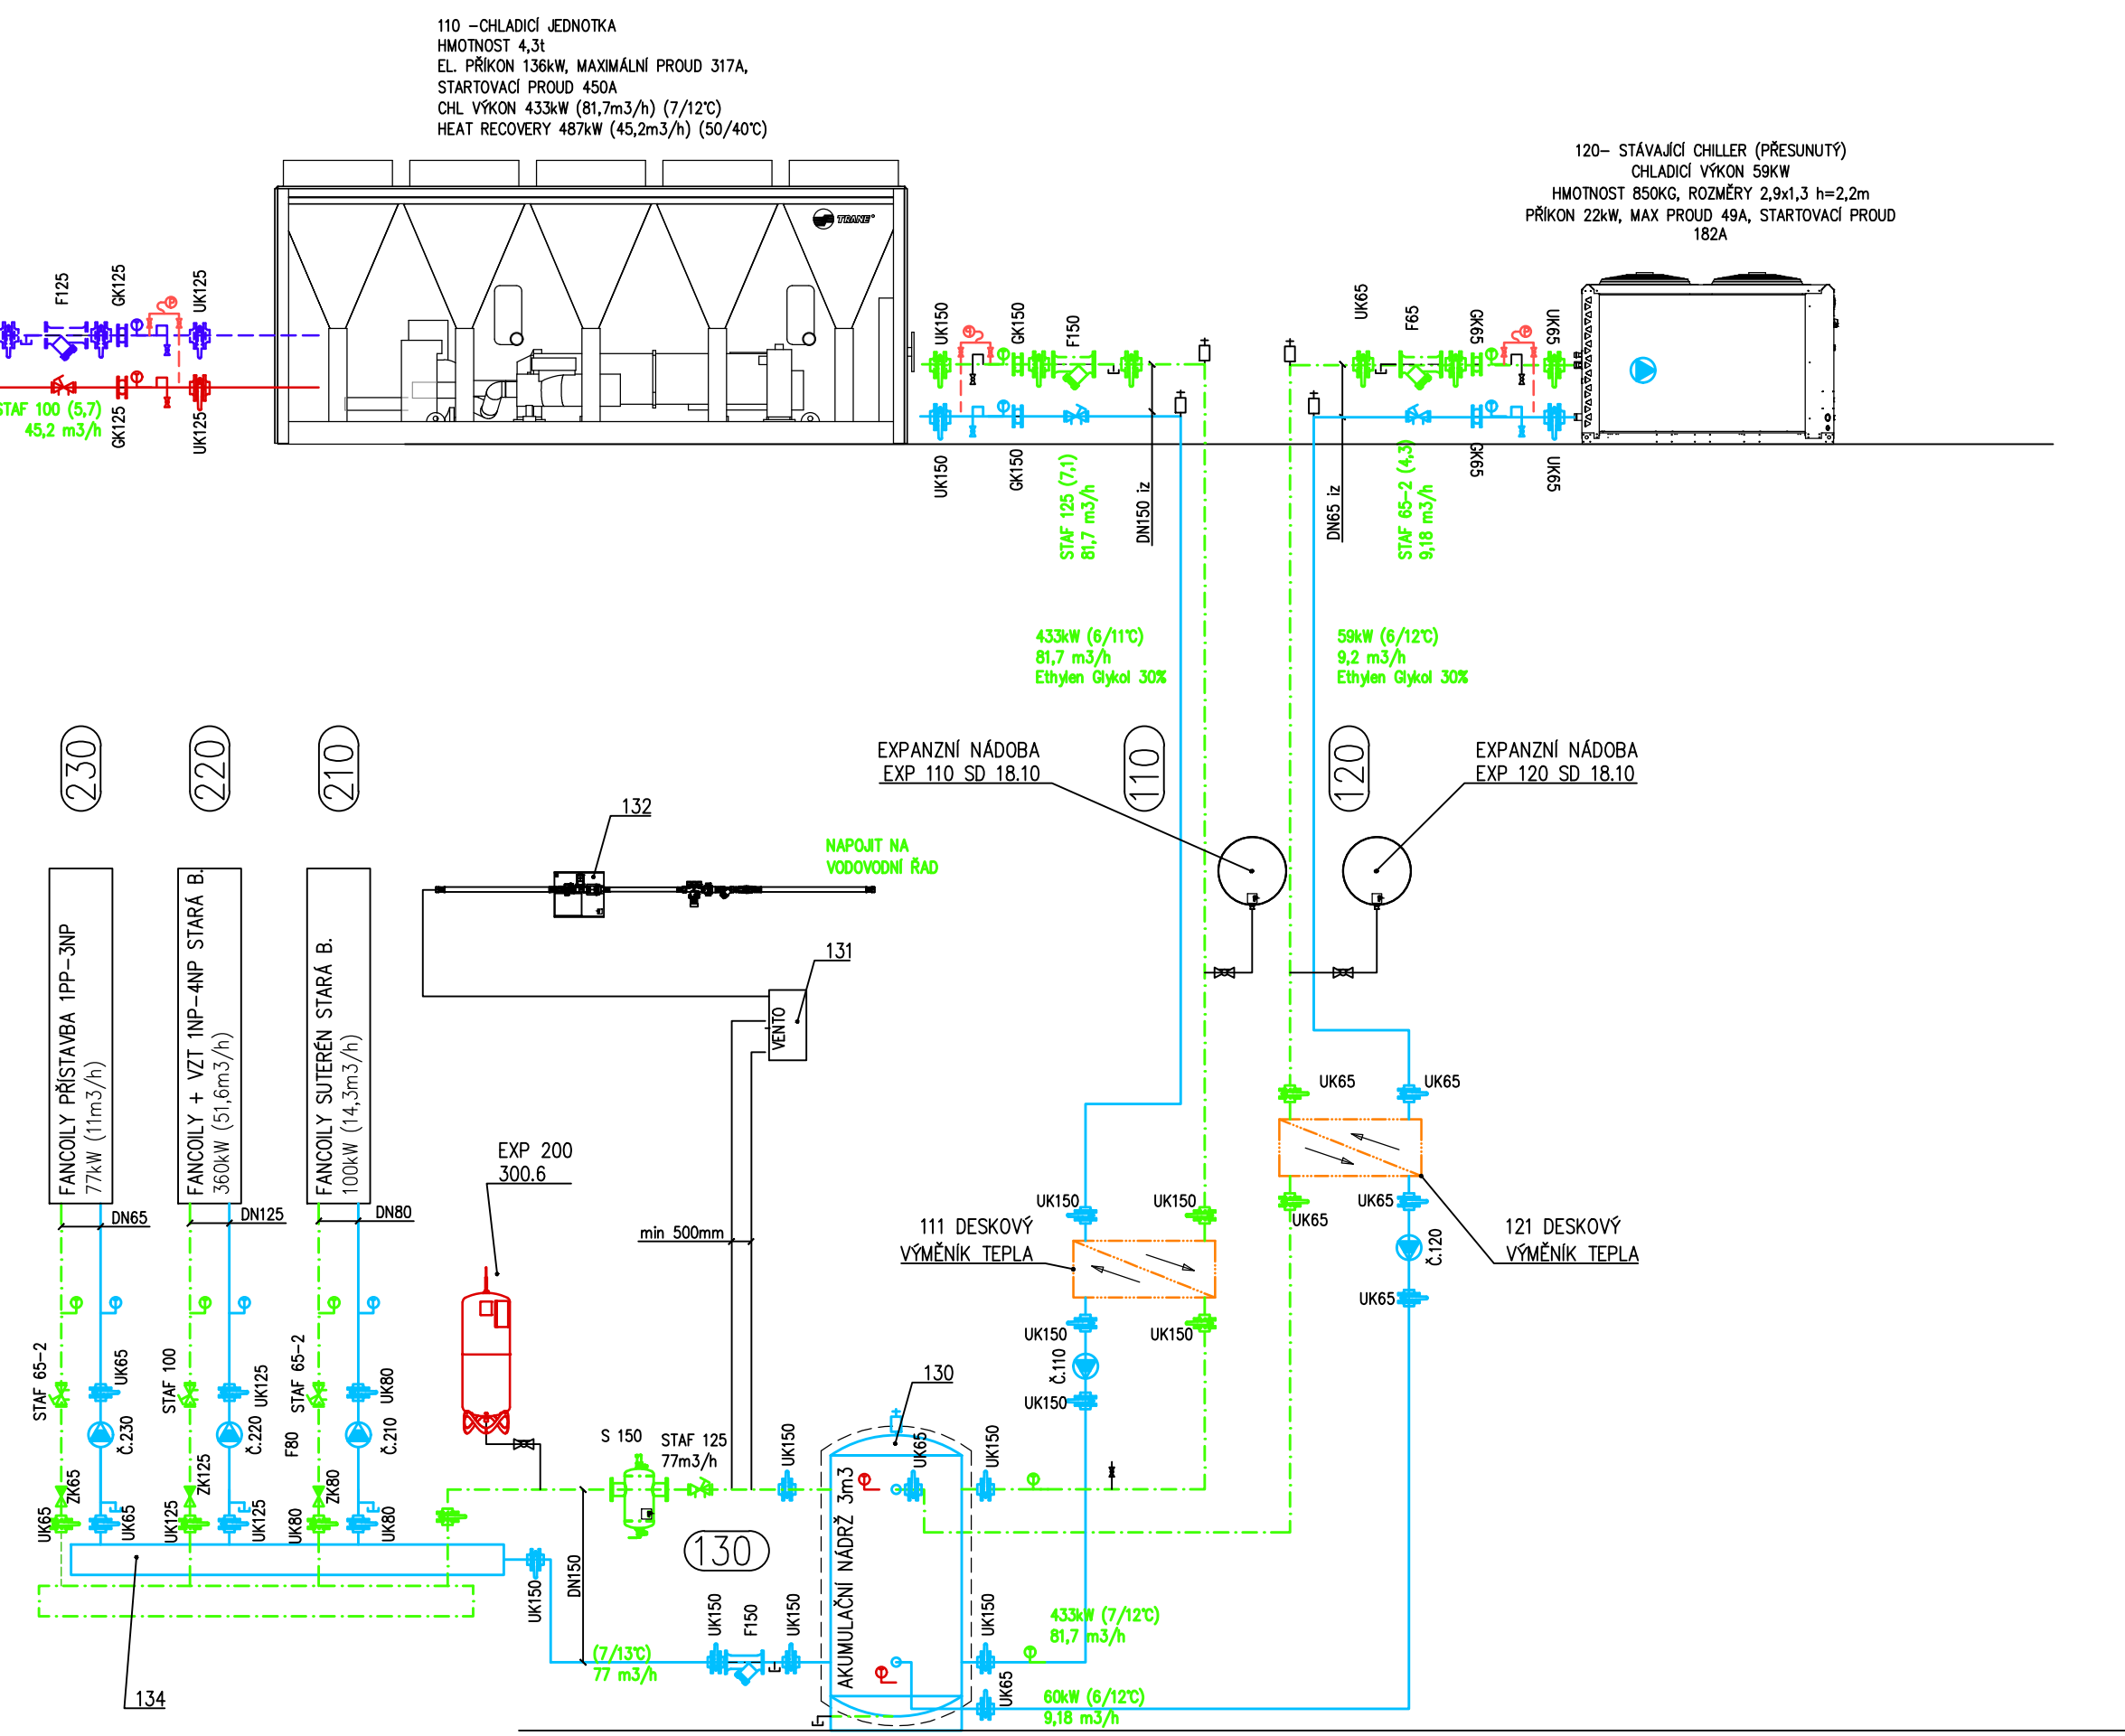 110 -CHLADICÍ JEDNOTKA
HMOTNOST 4,3t
EL. PŘÍKON 136kW, MAXIMÁLNÍ PROUD 317A,
STARTOVACÍ PROUD 450A
CHL VÝKON 433kW (81,7m3/h) (7/12°C)
HEAT RECOVERY 487kW (45,2m3/h) (50/40°C)
120- STÁVAJÍCÍ CHILLER (PŘESUNUTÝ)
CHLADICÍ VÝKON 59KW
HMOTNOST 850KG, ROZMĚRY 2,9x1,3 h=2,2m
PŘÍKON 22kW, MAX PROUD 49A, STARTOVACÍ PROUD
182A
TRANE
F125
GK125
UK125
STAF 100 (5,7)
45,2 m3/h
GK125
UK125
UK150
GK150
F150
UK150
GK150
STAF 125 (7,1)
81,7 m3/h
DN150 iz
UK65
F65
GK65
UK65
DN65 iz
STAF 65-2 (4,3)
9,18 m3/h
GK65
UK65
433kW (6/11°C)
81,7 m3/h
Ethylen Glykol 30%
59kW (6/12°C)
9,2 m3/h
Ethylen Glykol 30%
230
220
210
110
120
EXPANZNÍ NÁDOBA
EXP 110 SD 18.10
EXPANZNÍ NÁDOBA
EXP 120 SD 18.10
132
NAPOJIT NA
VODOVODNÍ ŘAD
131
VENTO
FANCOILY PŘÍSTAVBA 1PP-3NP
77kW (11m3/h)
FANCOILY + VZT 1NP-4NP STARÁ B.
360kW (51,6m3/h)
FANCOILY SUTERÉN STARÁ B.
100kW (14,3m3/h)
DN65
DN125
DN80
EXP 200
300.6
min 500mm
UK65
UK65
UK65
UK65
UK65
Č.120
121 DESKOVÝ
VÝMĚNÍK TEPLA
UK150
UK150
111 DESKOVÝ
VÝMĚNÍK TEPLA
UK150
UK150
Č.110
UK150
STAF 65-2
UK65
Č.230
ZK65
UK65
UK65
STAF 100
UK125
Č.220
ZK125
UK125
UK125
STAF 65-2
UK80
Č.210
F80
ZK80
UK80
UK80
130
S 150
STAF 125
77m3/h
UK150
UK65
UK150
AKUMULAČNÍ NÁDRŽ 3m3
130
DN150
UK150
(7/13°C)
77 m3/h
UK150
F150
UK150
UK150
433kW (7/12°C)
81,7 m3/h
UK65
60kW (6/12°C)
9,18 m3/h
134